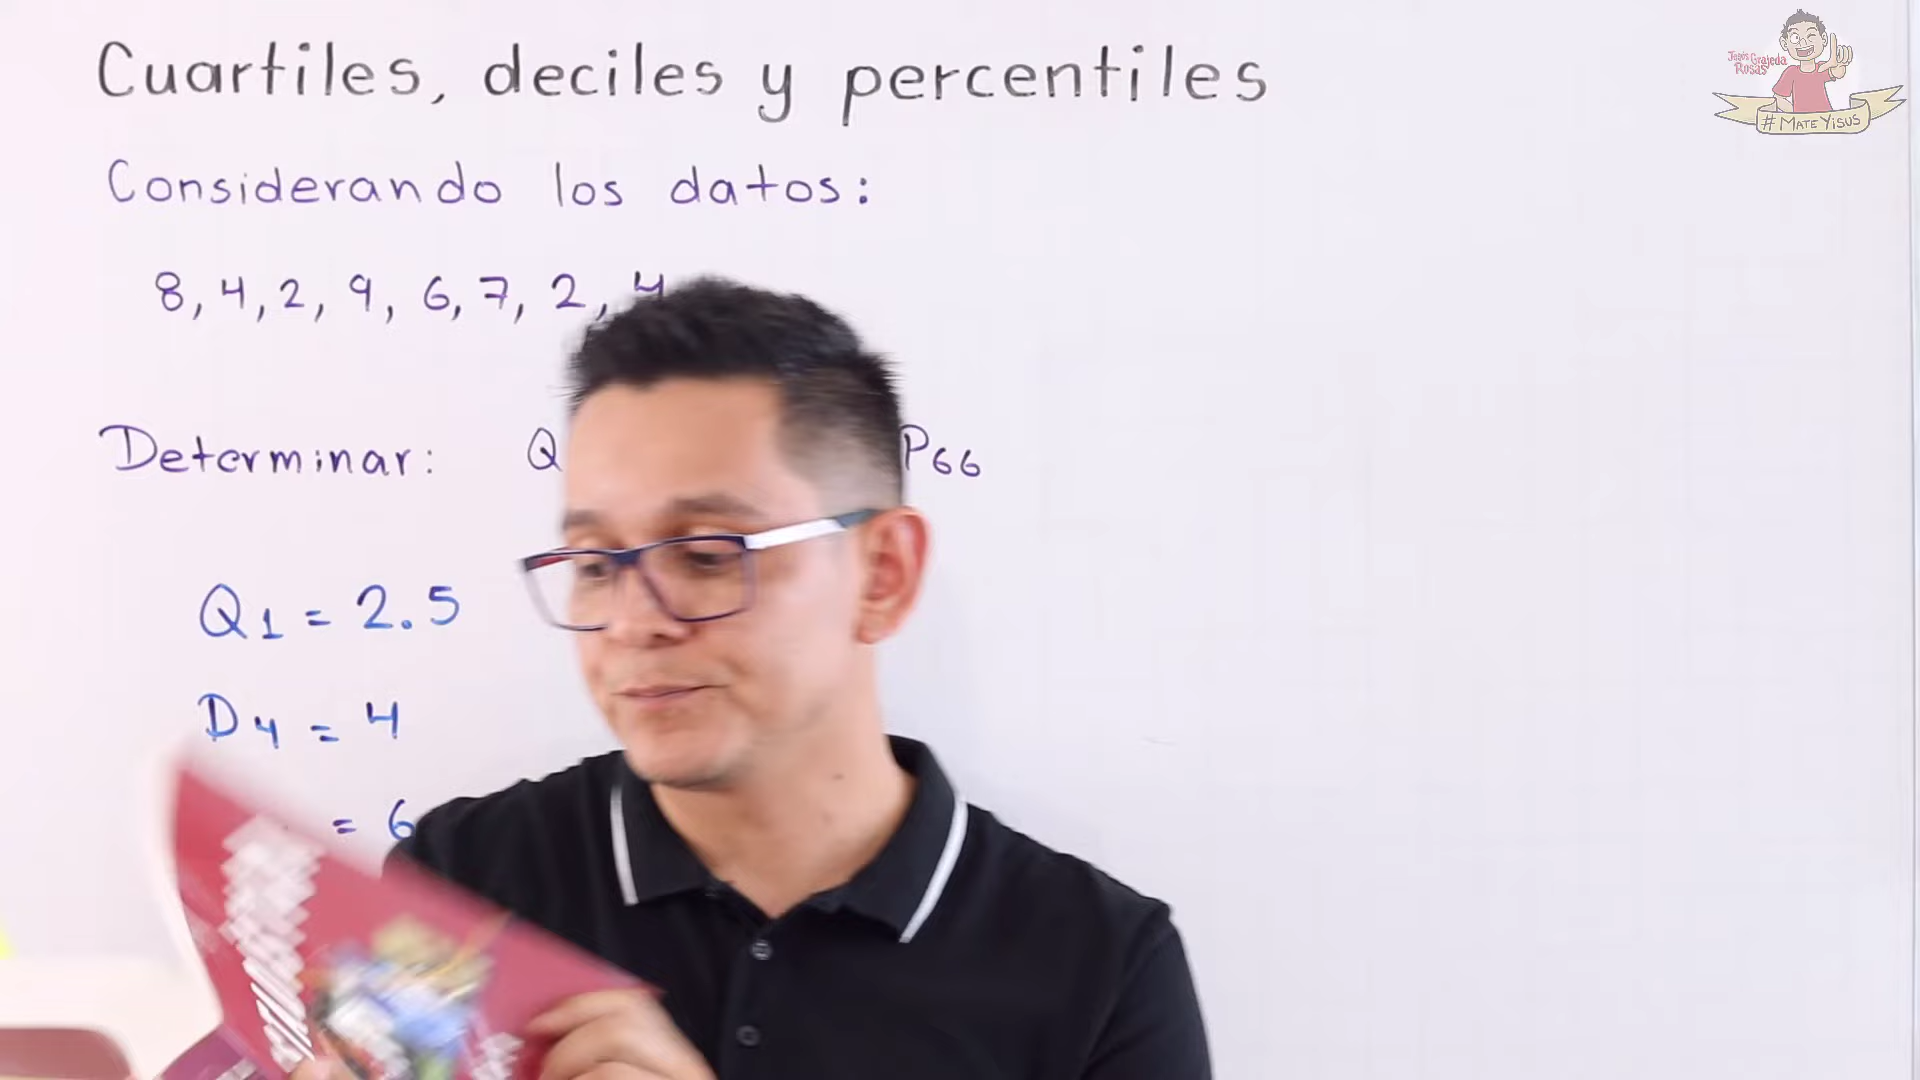 Cuartiles, deciles y percentiles
Jesús Grajeda Rosas
#MATEYISUS
Considerando los datos:
8, 4, 2, 9, 6, 7, 2, 4
Determinar: Q P66
Q1 = 2.5
D4 = 4
= 6